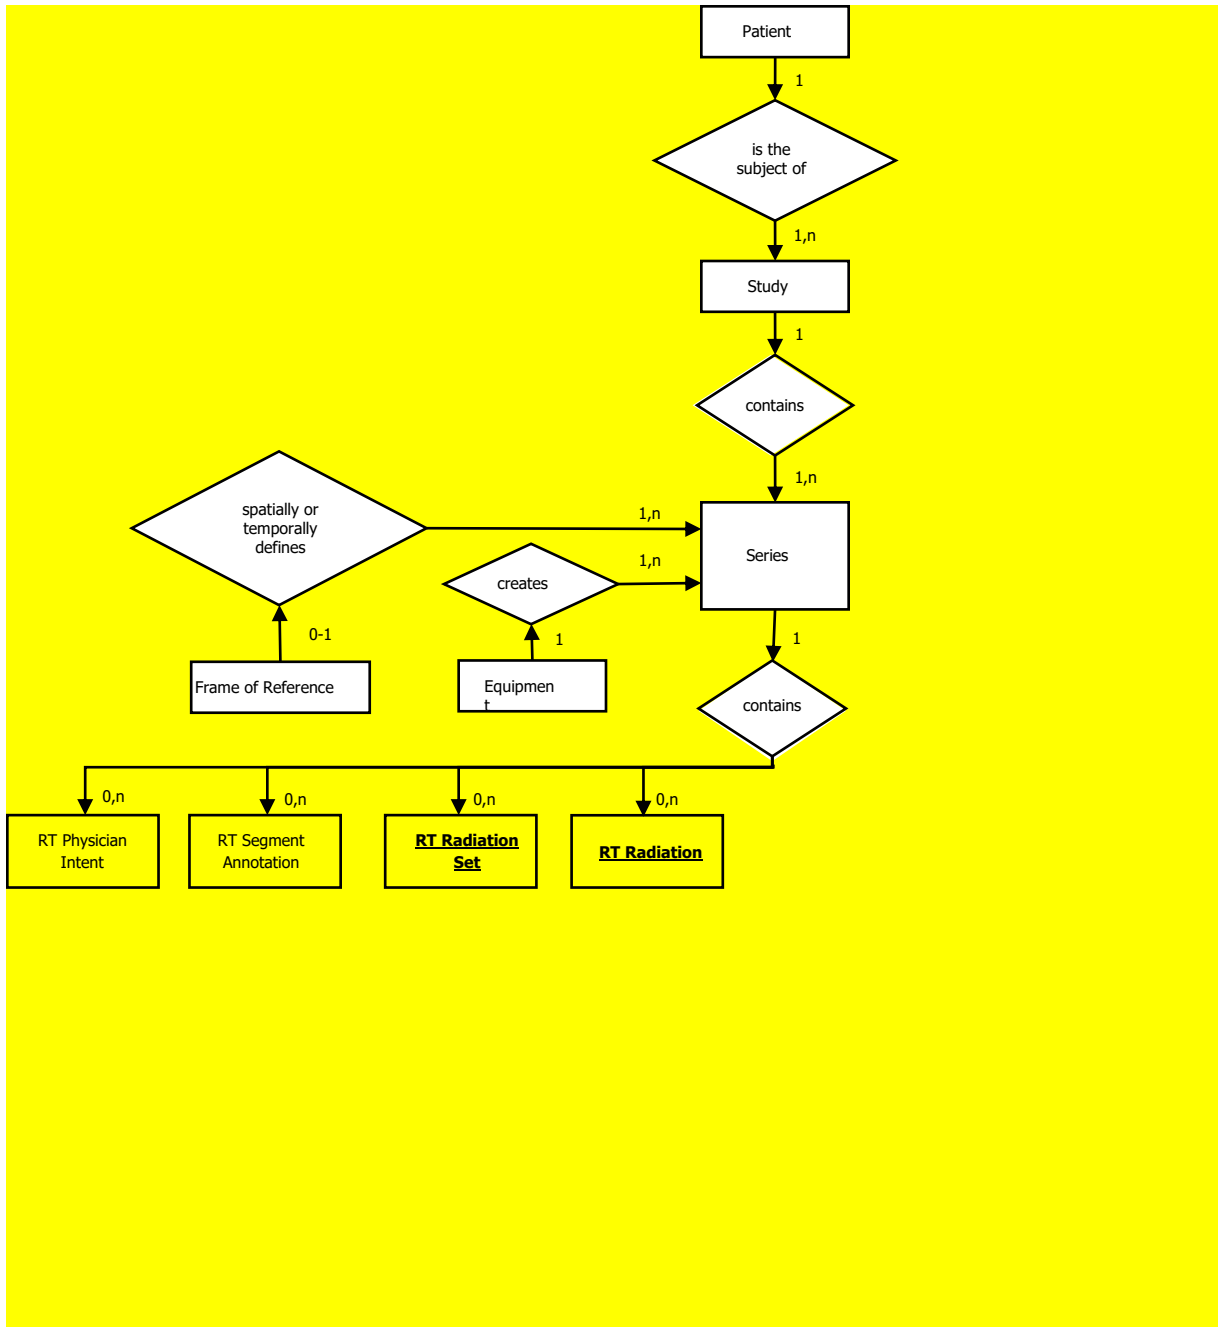 Patient
1
is the
subject of
1,n
Study
1
contains
1,n
spatially or
temporally
defines
1,n
Series
creates
1,n
0-1
1
1
Frame of Reference
Equipmen
t
contains
0,n
0,n
0,n
0,n
RT Physician
Intent
RT Segment
Annotation
RT Radiation
Set
RT Radiation